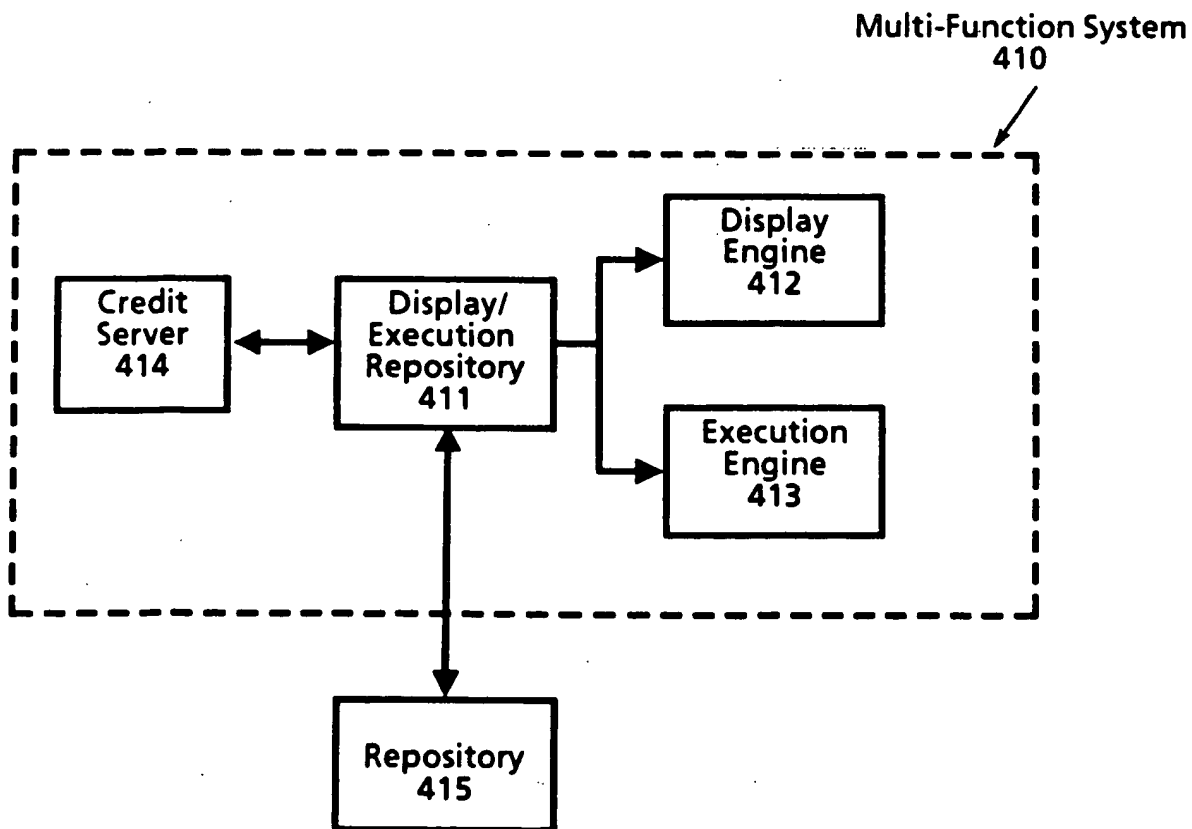 Multi-Function System
410
Display
Engine
412
Credit
Server
414
Display/
Execution
Repository
411
Execution
Engine
413
Repository
415